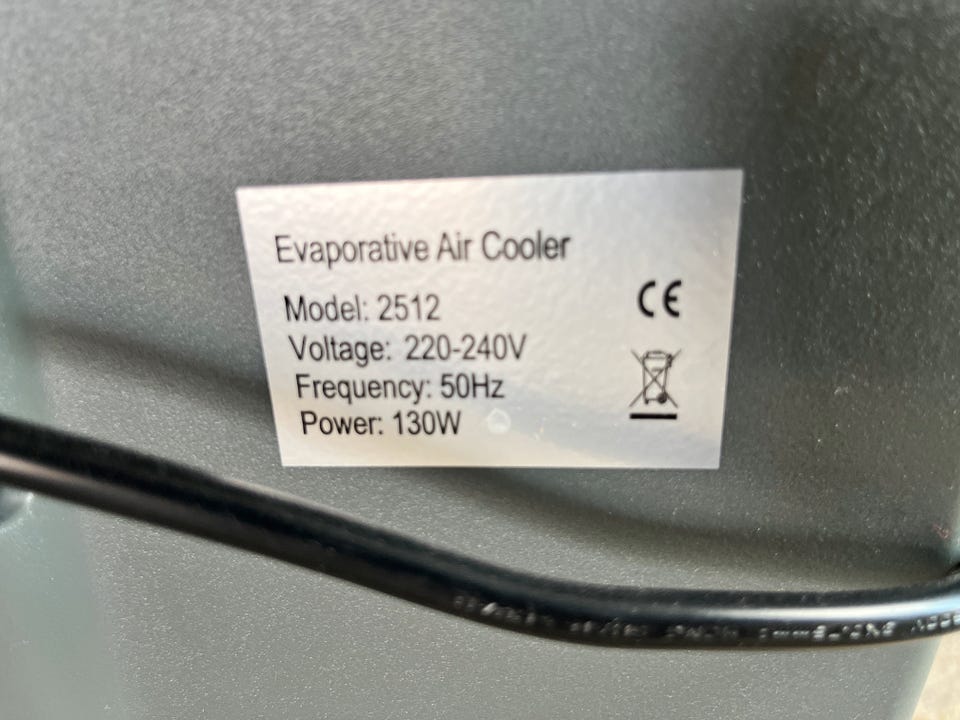 Evaporative Air Cooler
Model: 2512
Voltage: 220-240V
Frequency: 50Hz
Power: 130W
CE